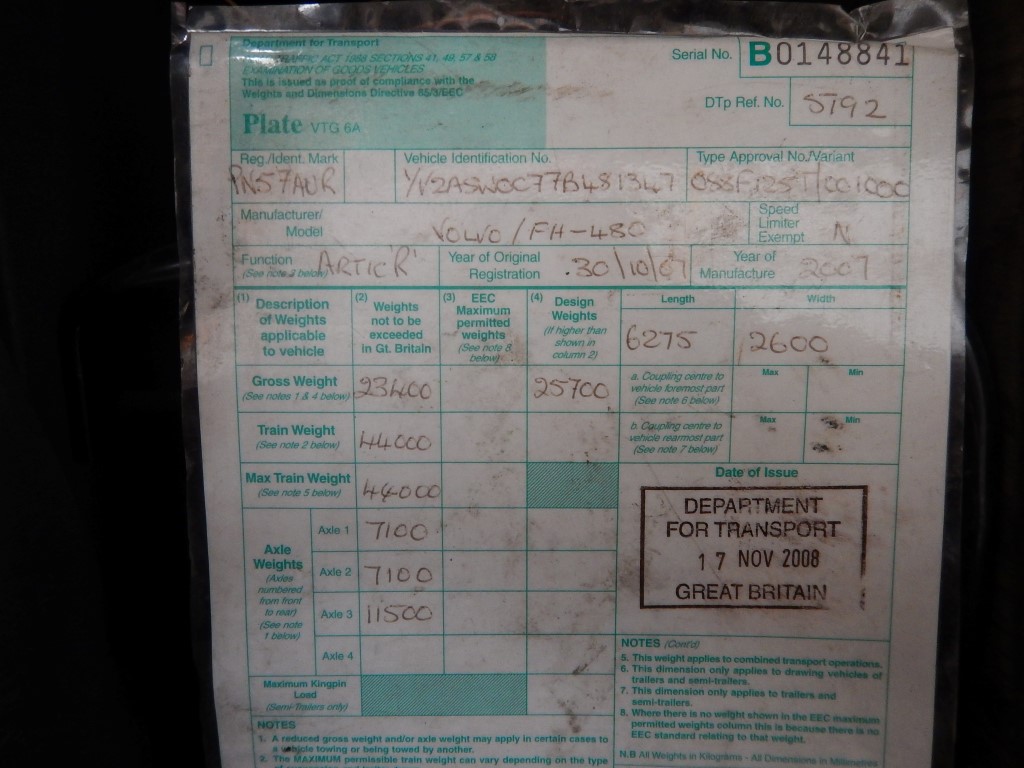 Department for Transport
TRAFFIC ACT 1988 SECTIONS 41, 49, 57 & 58
EXAMINATION OF GOODS VEHICLES
This is issued as proof of compliance with the
Weights and Dimensions Directive 85/3/EEC
Plate VTG 6A
Serial No. B0148841
DTp Ref. No. ST92
Reg./Ident. Mark
PN57AUR
Vehicle Identification No.
YV2ASW0C77B481347
Type Approval No./Variant
Manufacturer/
Model
VOLVO / FH-480
Speed
Limiter
Exempt
N
Function
(See note 3 below)
ARTIC 'R'
Year of Original
Registration
30/10/07
Year of
Manufacture
2007
(1) Description
of Weights
applicable
to vehicle
(2) Weights
not to be
exceeded
in Gt. Britain
(3) EEC
Maximum
permitted
weights
(See note 8
below)
(4) Design
Weights
(if higher than
shown in
column 2)
Length
6275
Width
2600
Gross Weight
(See notes 1 & 4 below)
23400
25700
a. Coupling centre to
vehicle foremost part
(See note 6 below)
Max
Min
Train Weight
(See note 2 below)
44000
b. Coupling centre to
vehicle rearmost part
(See note 7 below)
Max
Min
Max Train Weight
(See note 5 below)
44000
Date of Issue
DEPARTMENT
FOR TRANSPORT
17 NOV 2008
GREAT BRITAIN
Axle
Weights
(Axles
numbered
from front
to rear)
(See note
1 below)
Axle 1 7100
Axle 2 7100
Axle 3 11500
Axle 4
Maximum Kingpin
Load
(Semi-Trailers only)
NOTES
1. A reduced gross weight and/or axle weight may apply in certain cases to
a vehicle towing or being towed by another.
2. The MAXIMUM permissible train weight can vary depending on the type
NOTES (Cont'd)
5. This weight applies to combined transport operations.
6. This dimension only applies to drawing vehicles of
trailers and semi-trailers.
7. This dimension only applies to trailers and
semi-trailers.
8. Where there is no weight shown in the EEC maximum
permitted weights column this is because there is no
EEC standard relating to that weight.
N.B All Weights in Kilograms - All Dimensions in Millimetres